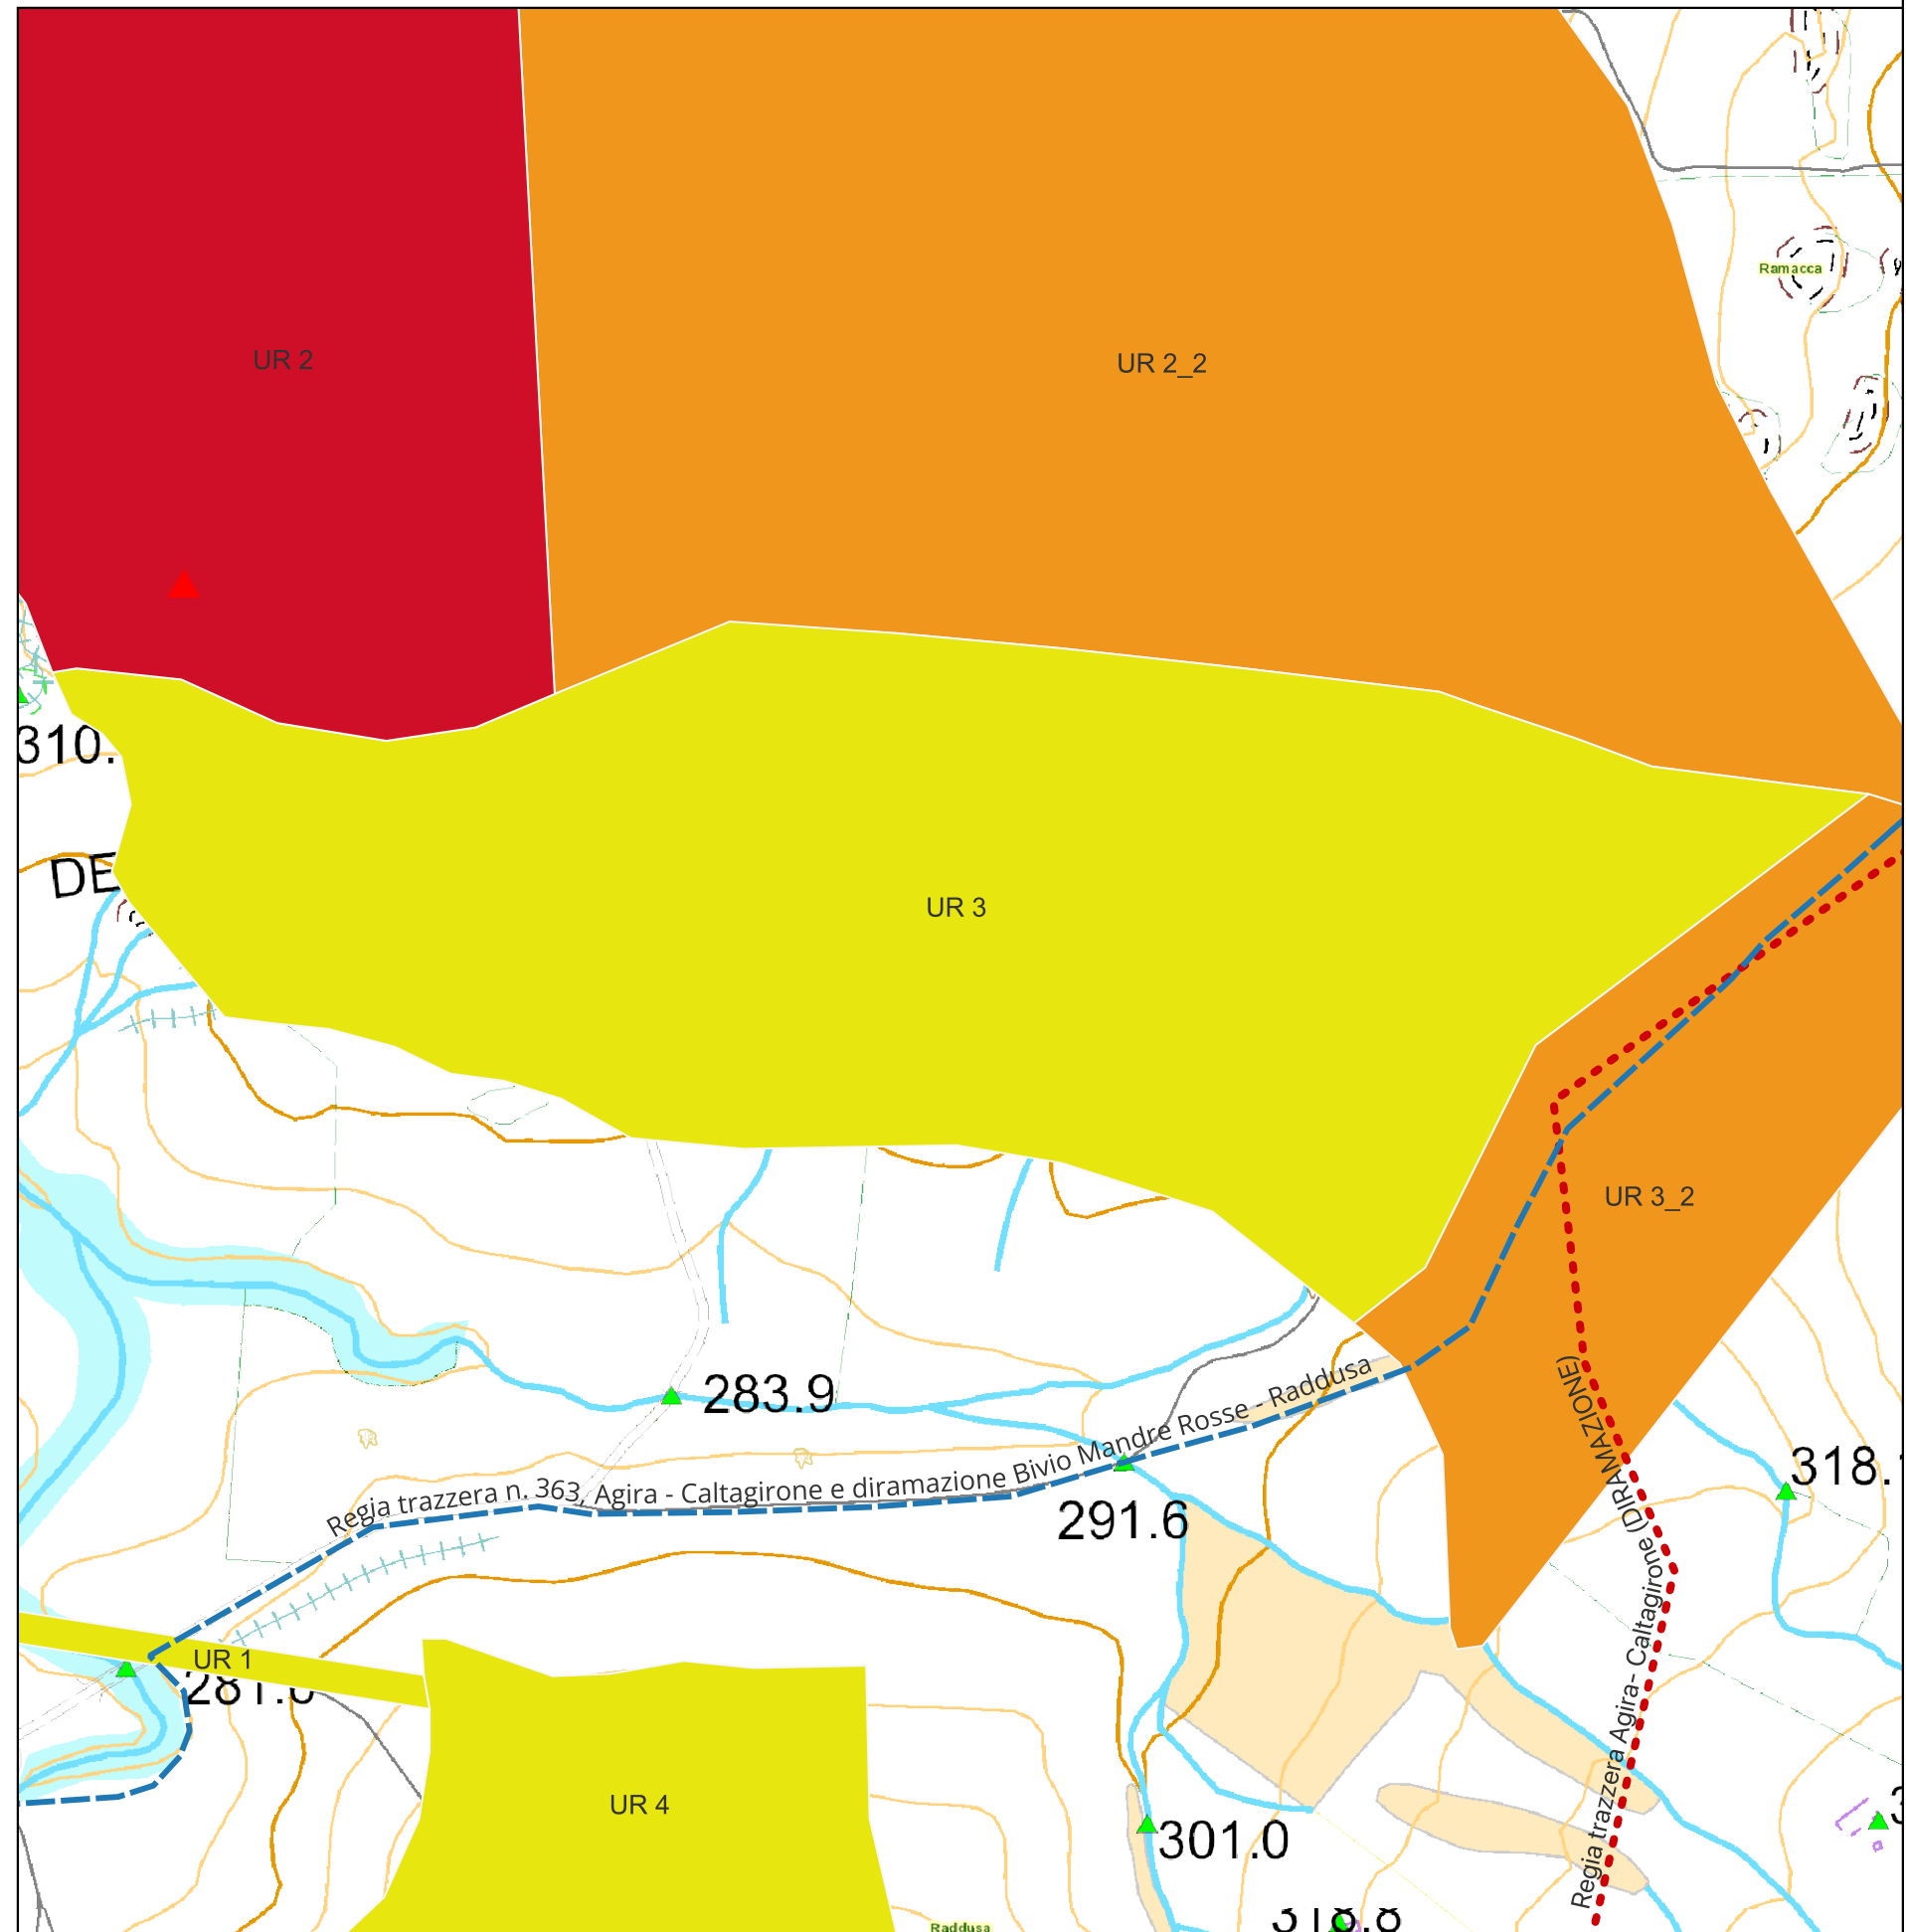 Ramacca
UR 2
UR 2_2
310.
DE
UR 3
UR 3_2
283.9
Regia trazzera n. 363, Agira - Caltagirone e diramazione Bivio Mandre Rosse - Raddusa
318.
291.6
Regia trazzera Agira- Caltagirone (DIRAMAZIONE)
UR 1
UR 4
301.0
318.8
Raddusa